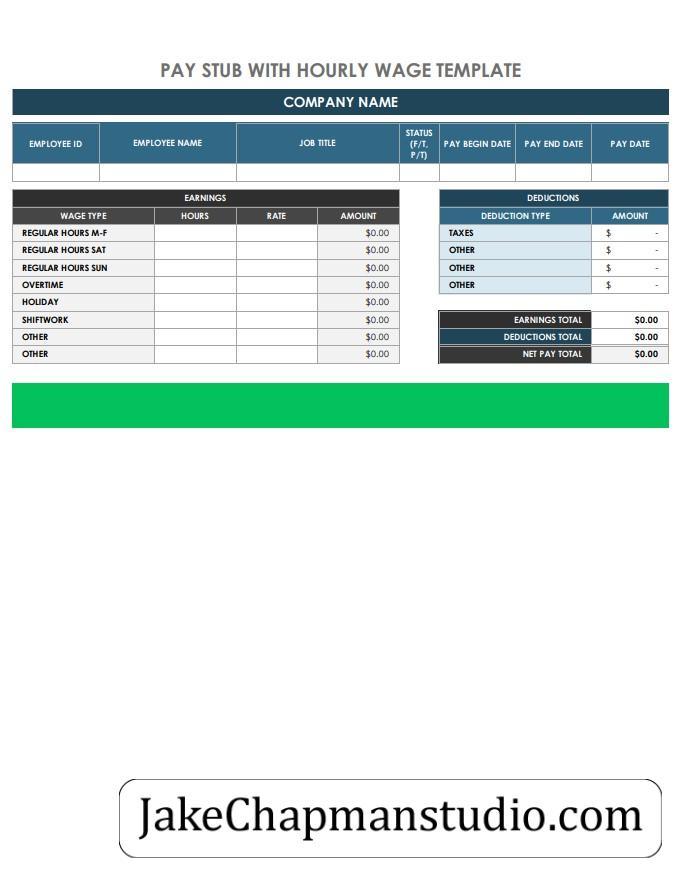 PAY STUB WITH HOURLY WAGE TEMPLATE
COMPANY NAME
EMPLOYEE ID EMPLOYEE NAME JOB TITLE STATUS (F/T, P/T) PAY BEGIN DATE PAY END DATE PAY DATE
EARNINGS
WAGE TYPE HOURS RATE AMOUNT
REGULAR HOURS M-F $0.00
REGULAR HOURS SAT $0.00
REGULAR HOURS SUN $0.00
OVERTIME $0.00
HOLIDAY $0.00
SHIFTWORK $0.00
OTHER $0.00
OTHER $0.00
DEDUCTIONS
DEDUCTION TYPE AMOUNT
TAXES $ -
OTHER $ -
OTHER $ -
OTHER $ -
EARNINGS TOTAL $0.00
DEDUCTIONS TOTAL $0.00
NET PAY TOTAL $0.00
JakeChapmanstudio.com